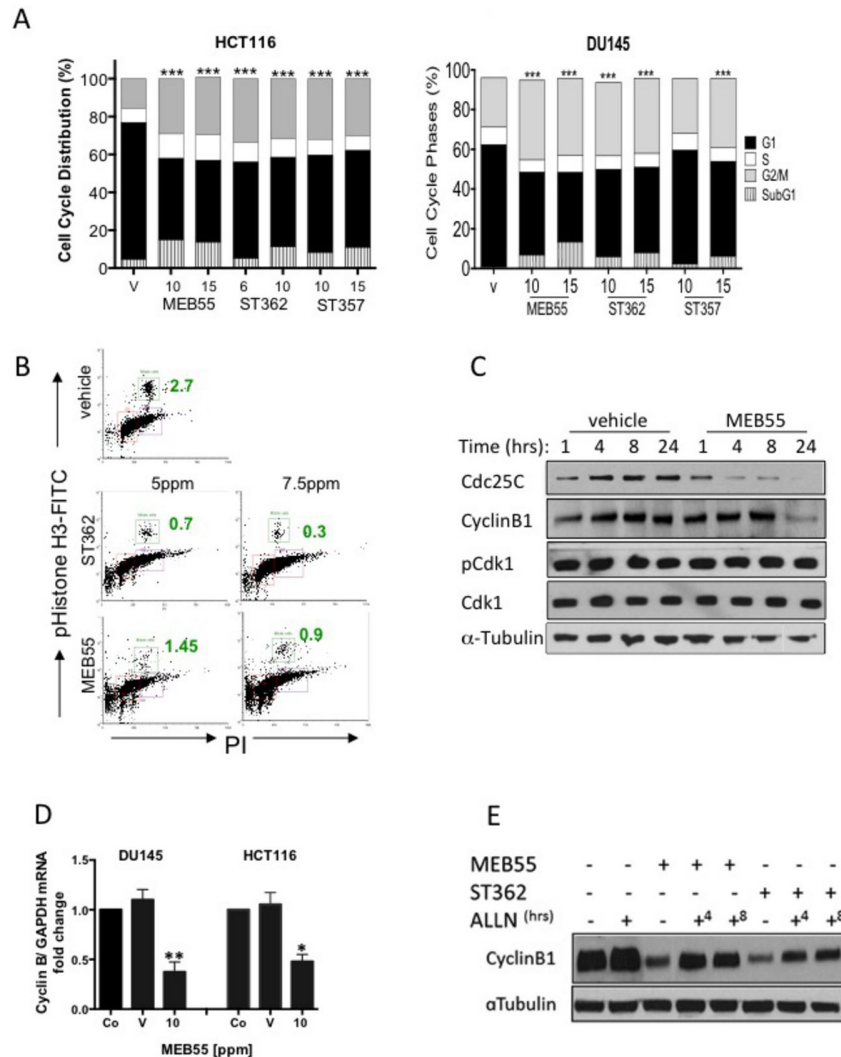 A
HCT116
DU145
Cell Cycle Distribution (%)
100
80
60
40
20
0
*** *** *** *** *** ***
V 10 15 6 10 10 15
MEB55 ST362 ST357
Cell Cycle Phases (%)
100
80
60
40
20
0
*** *** *** *** ***
V 10 15 10 15 10 15
MEB55 ST362 ST357
G1
S
G2/M
SubG1
B
pHistone H3-FITC
vehicle
2.7
5ppm 7.5ppm
ST362
0.7 0.3
MEB55
1.45 0.9
PI
C
vehicle MEB55
Time (hrs): 1 4 8 24 1 4 8 24
Cdc25C
CyclinB1
pCdk1
Cdk1
α-Tubulin
D
DU145 HCT116
Cyclin B/ GAPDH mRNA
fold change
1.5
1.0
0.5
0.0
** *
Co V 10 Co V 10
MEB55 [ppm]
E
MEB55 - - + + + - - -
ST362 - - - - - + + +
ALLN (hrs) - + - +4 +8 - +4 +8
CyclinB1
αTubulin